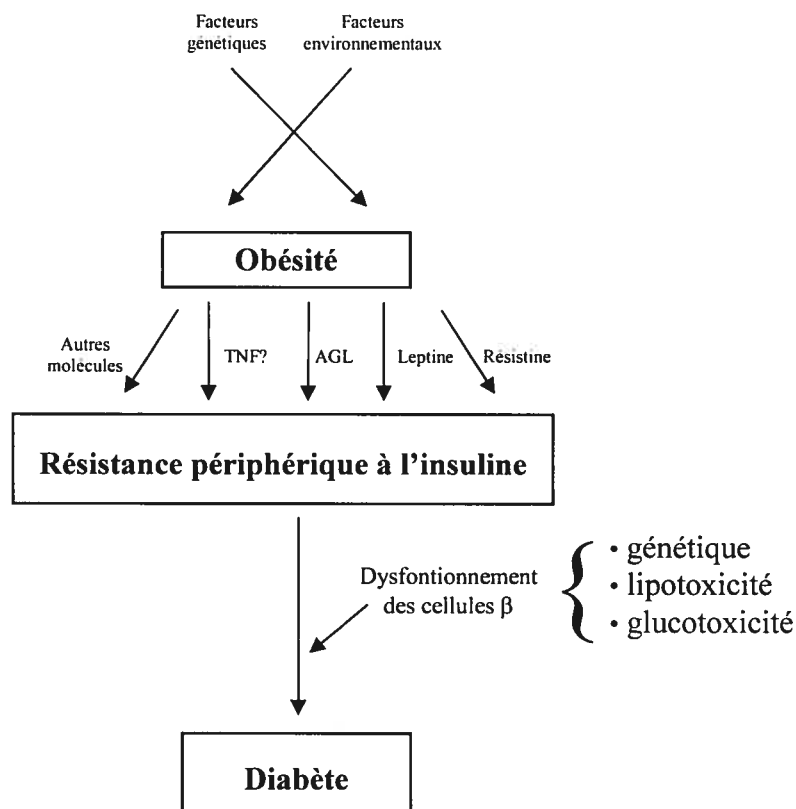 Facteurs
génétiques
Facteurs
environnementaux
Obésité
Autres
molécules
TNF?
AGL
Leptine
Résistine
Résistance périphérique à l'insuline
Dysfontionnement
des cellules β
• génétique
• lipotoxicité
• glucotoxicité
Diabète